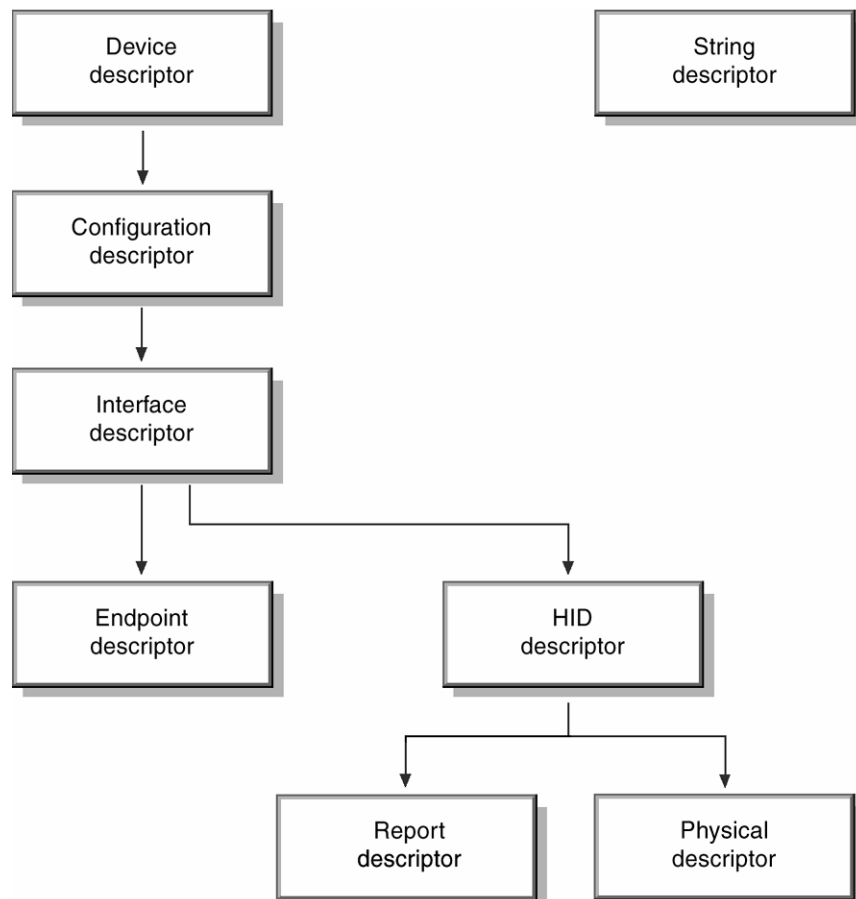 Device
descriptor
String
descriptor
Configuration
descriptor
Interface
descriptor
Endpoint
descriptor
HID
descriptor
Report
descriptor
Physical
descriptor